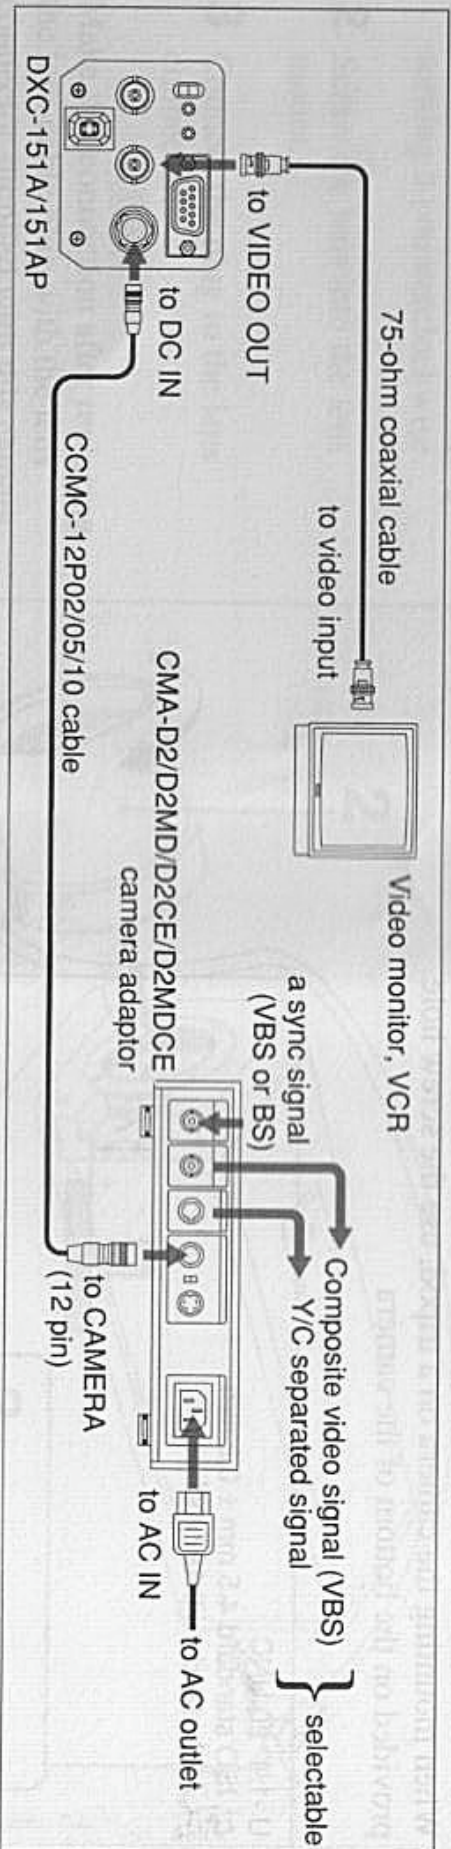 75-ohm coaxial cable
to video input
Video monitor, VCR
to VIDEO OUT
to DC IN
DXC-151A/151AP
CCMC-12P02/05/10 cable
CMA-D2/D2MD/D2CE/D2MDCE
camera adaptor
a sync signal
(VBS or BS)
Composite video signal (VBS)
Y/C separated signal
selectable
to CAMERA
(12 pin)
to AC IN
to AC outlet